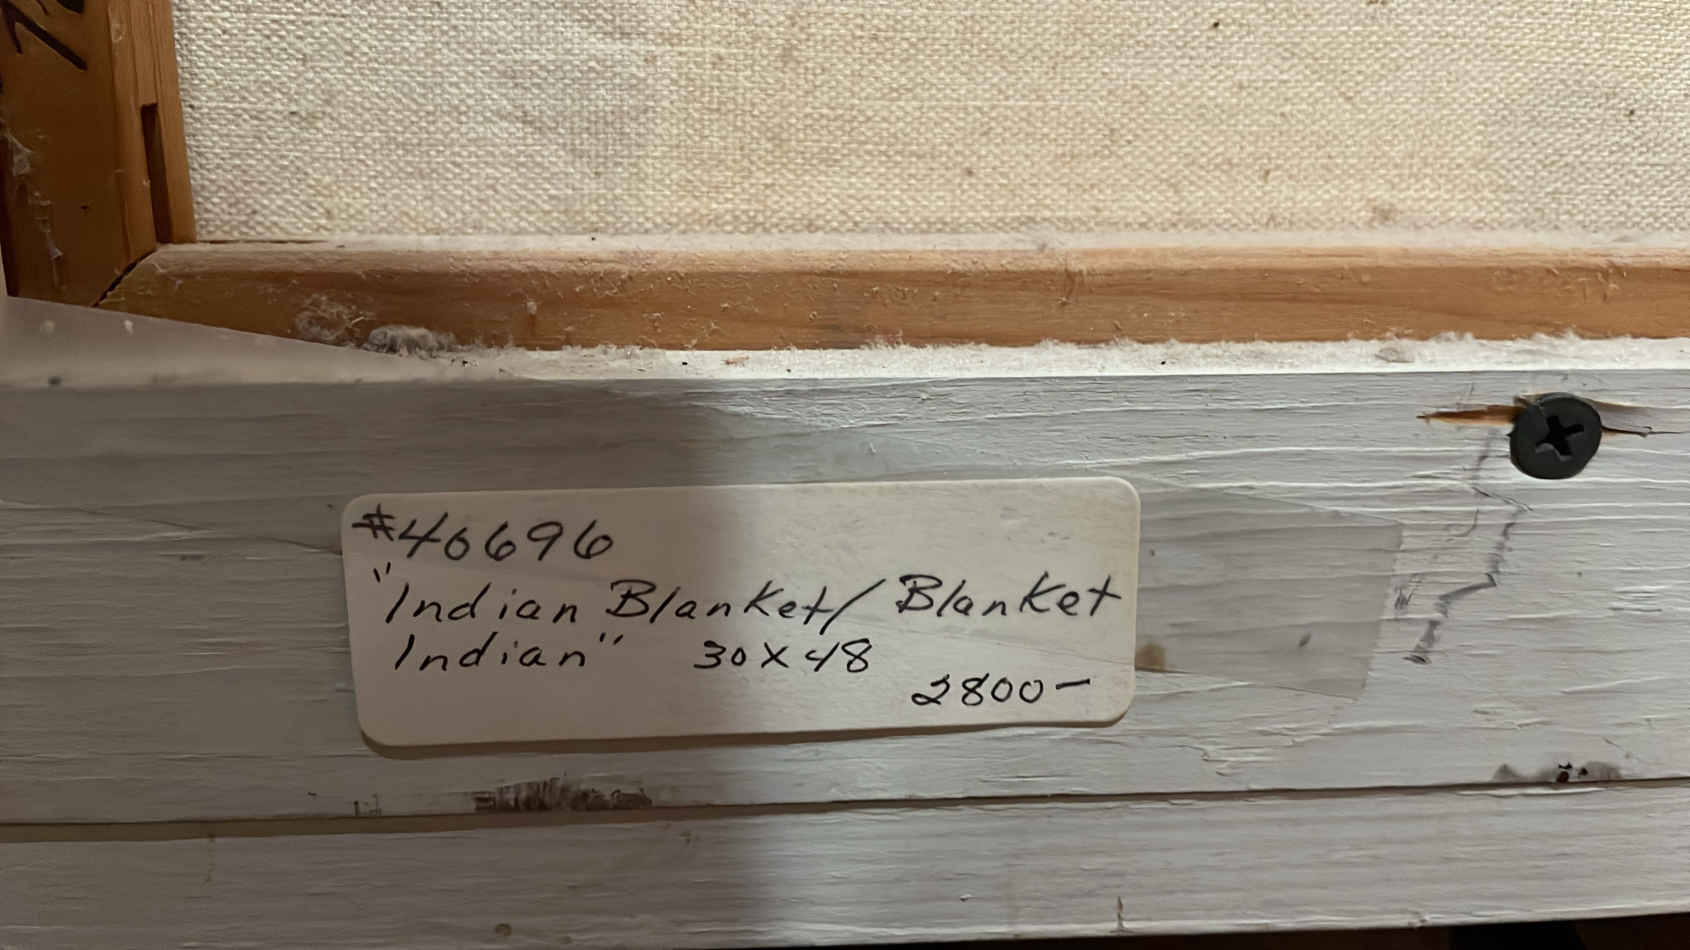 #40696
"Indian Blanket/Blanket
Indian" 30X48
2800-